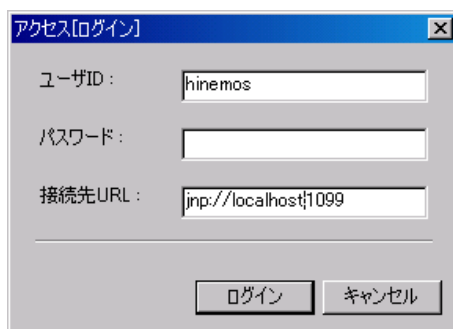 アクセス[ログイン]
ユーザID :
hinemos
パスワード :
接続先URL :
jnp://localhost:1099
ログイン
キャンセル